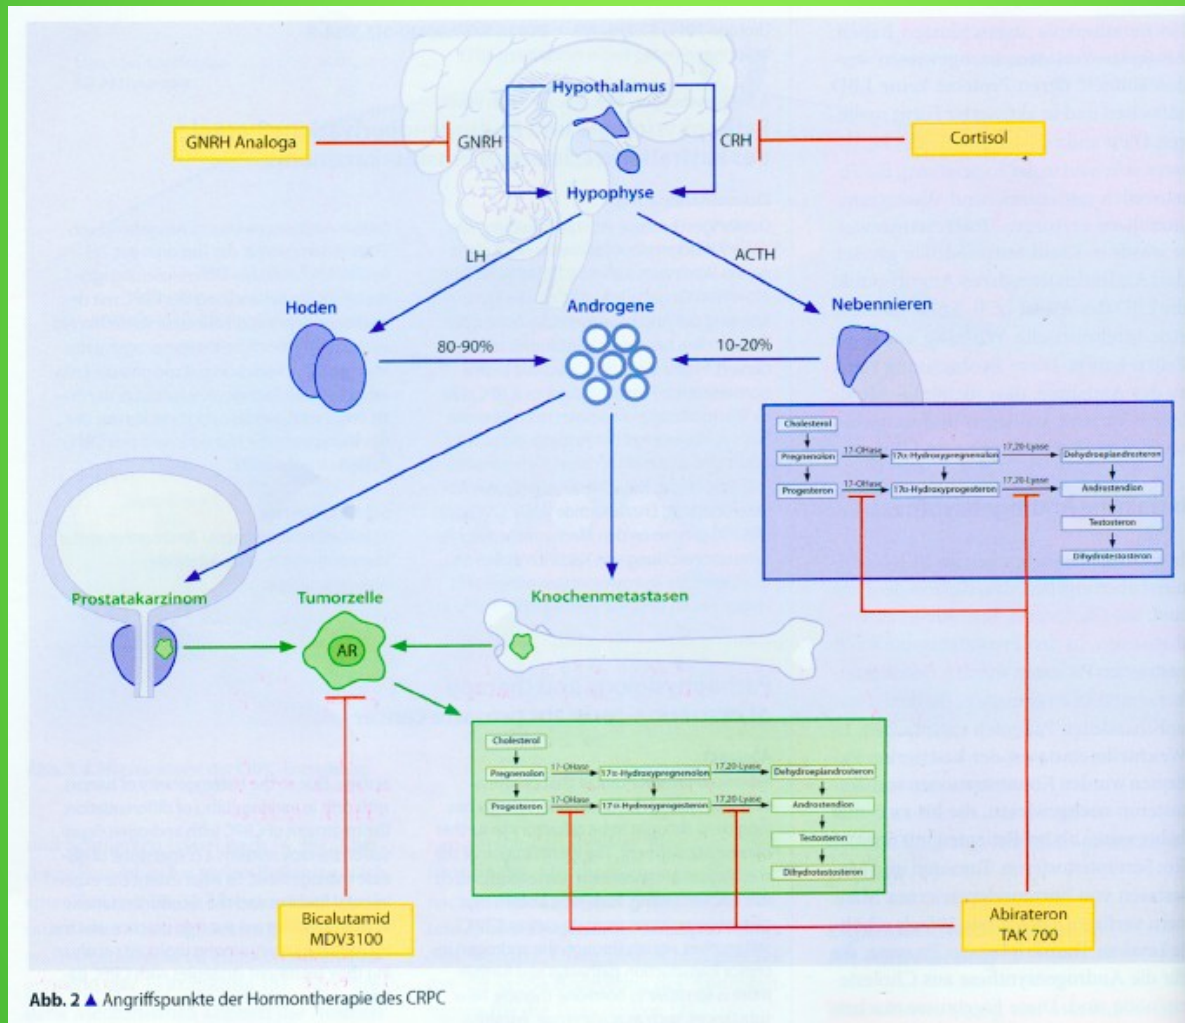 Hypothalamus
GNRH Analoga
GNRH
CRH
Cortisol
Hypophyse
LH
ACTH
Hoden
Androgene
Nebennieren
80-90%
10-20%
Cholesterol
Pregnenolon
17-OHase
17α-Hydroxypregnenolon
17,20-Lyase
Dehydroepiandrosteron
Progesteron
17-OHase
17α-Hydroxyprogesteron
17,20-Lyase
Androstendion
Testosteron
Dihydrotestosteron
Prostatakarzinom
Tumorzelle
Knochenmetastasen
AR
Cholesterol
Pregnenolon
17-OHase
17α-Hydroxypregnenolon
17,20-Lyase
Dehydroepiandrosteron
Progesteron
17-OHase
17α-Hydroxyprogesteron
17,20-Lyase
Androstendion
Testosteron
Dihydrotestosteron
Bicalutamid
MDV3100
Abirateron
TAK 700
Abb. 2 ▲ Angriffspunkte der Hormontherapie des CRPC